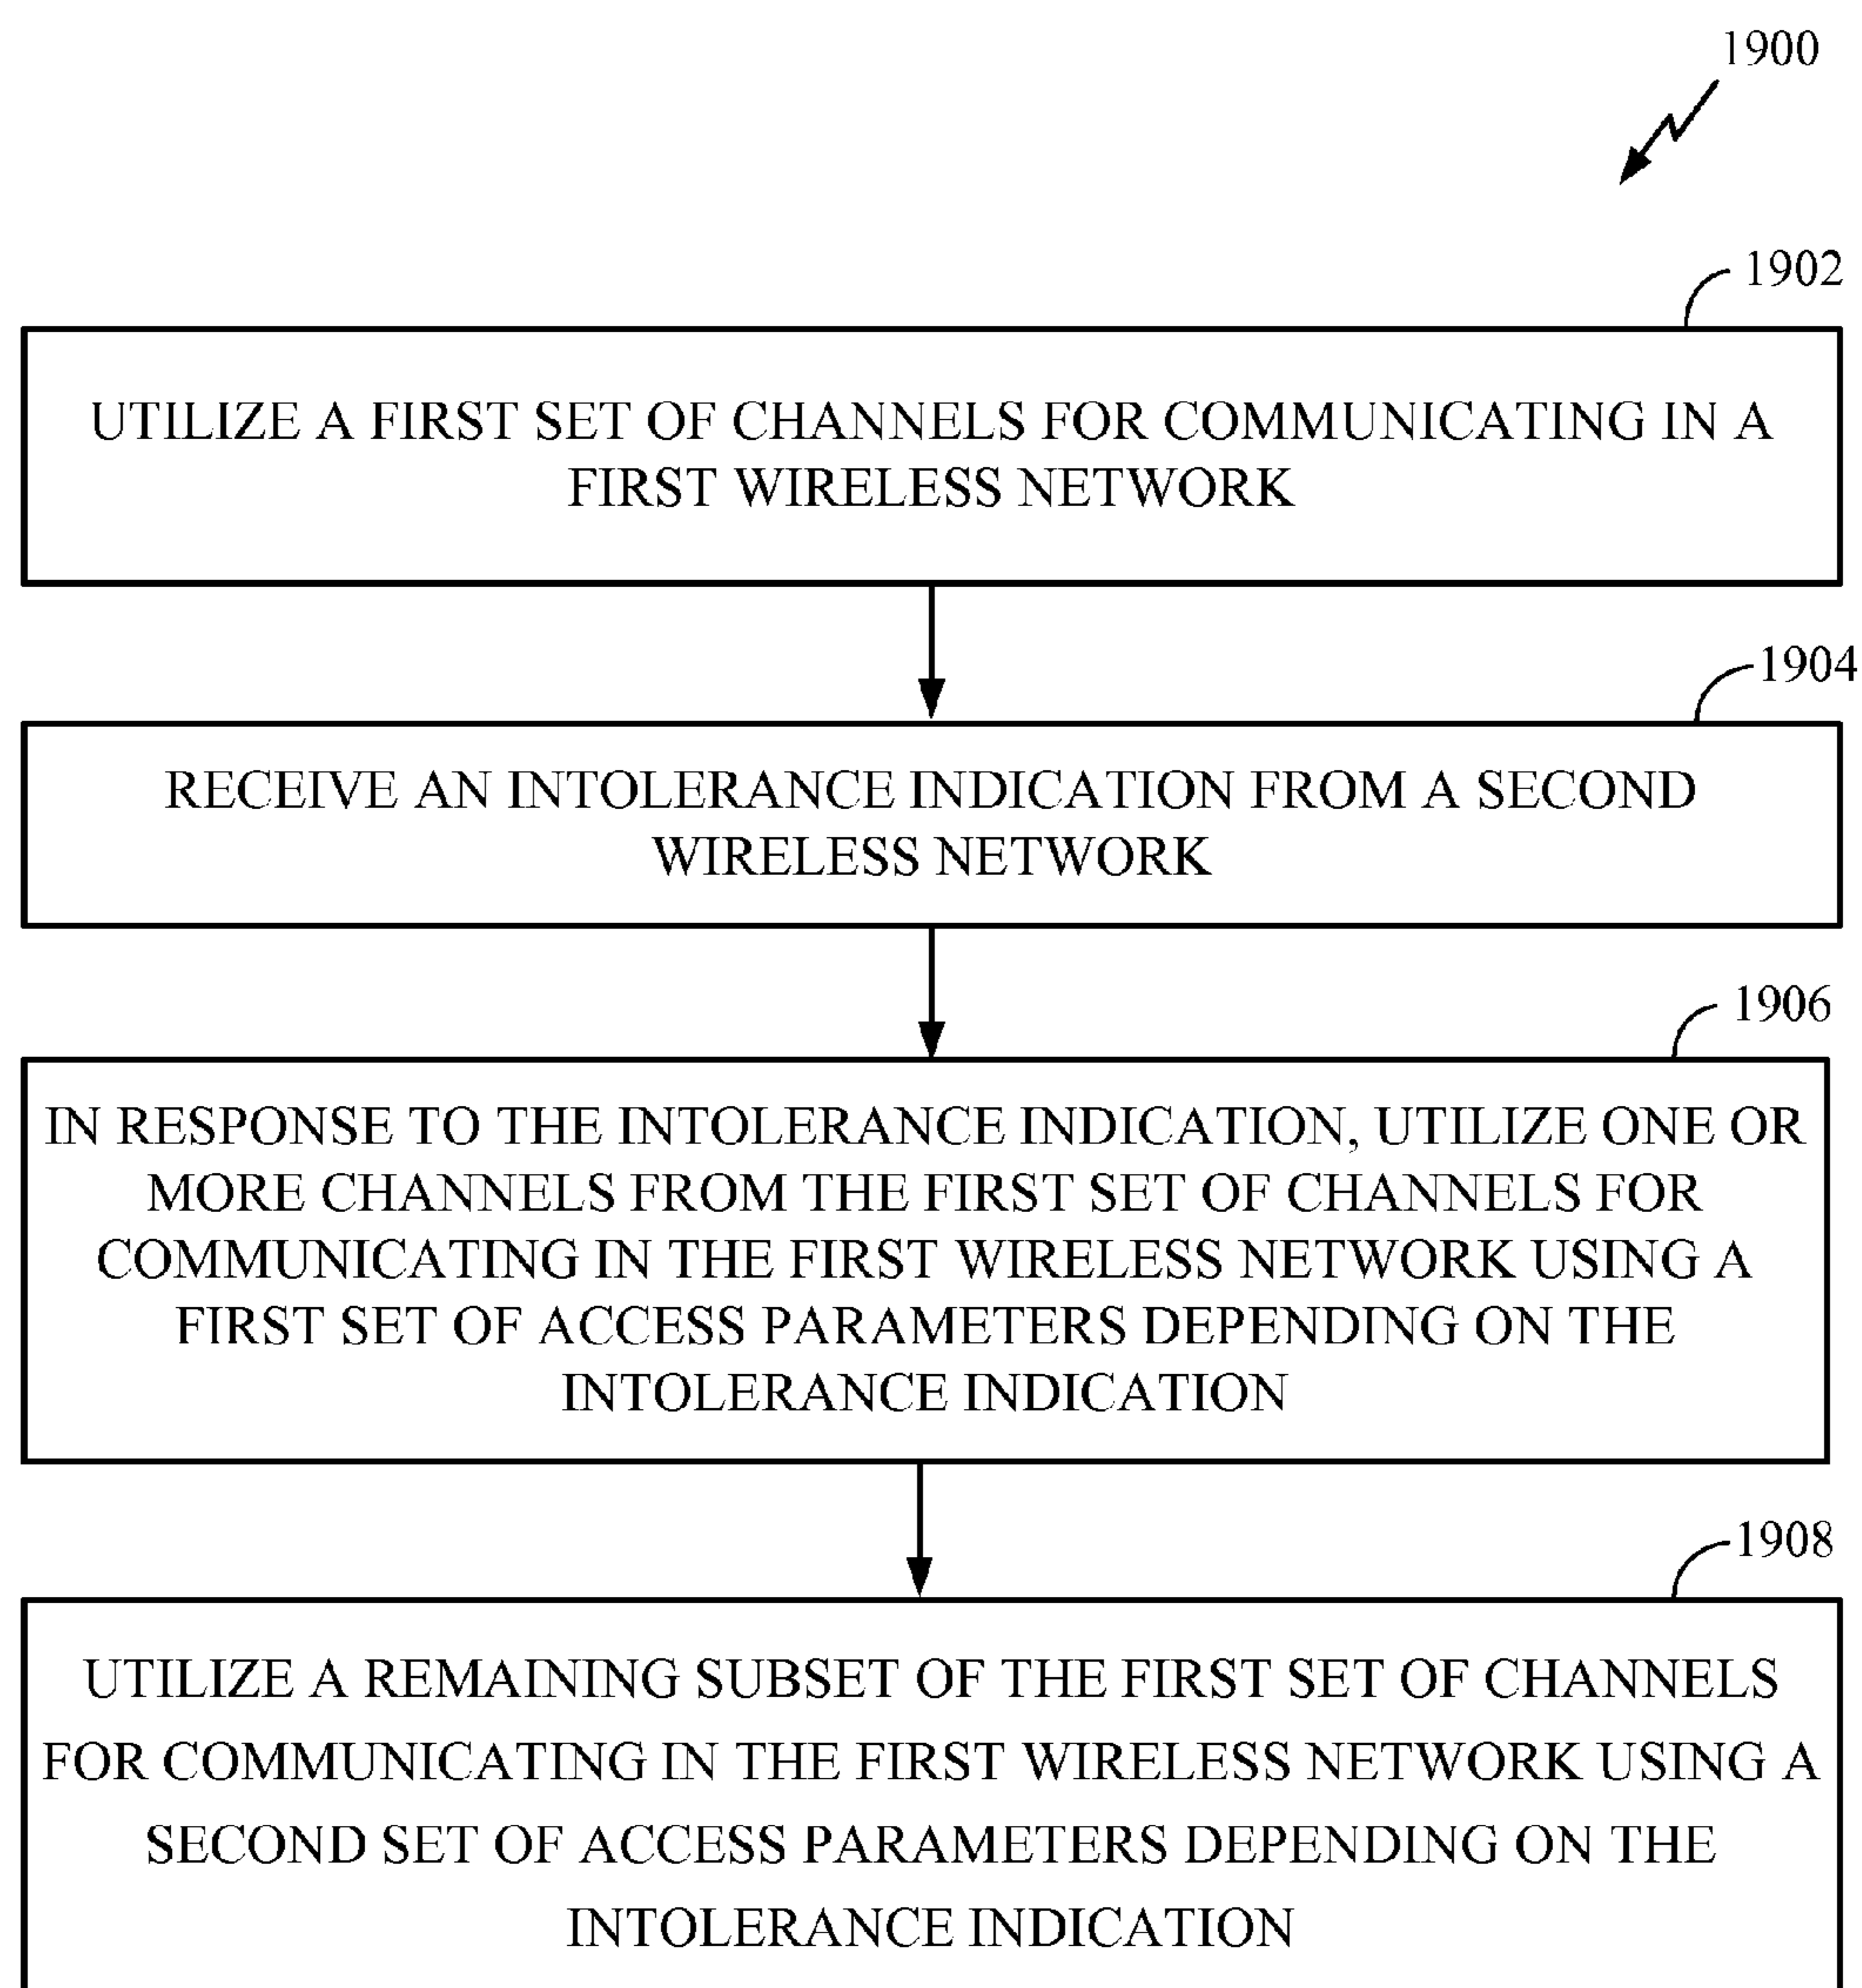 1900
1902
UTILIZE A FIRST SET OF CHANNELS FOR COMMUNICATING IN A
FIRST WIRELESS NETWORK
1904
RECEIVE AN INTOLERANCE INDICATION FROM A SECOND
WIRELESS NETWORK
1906
IN RESPONSE TO THE INTOLERANCE INDICATION, UTILIZE ONE OR
MORE CHANNELS FROM THE FIRST SET OF CHANNELS FOR
COMMUNICATING IN THE FIRST WIRELESS NETWORK USING A
FIRST SET OF ACCESS PARAMETERS DEPENDING ON THE
INTOLERANCE INDICATION
1908
UTILIZE A REMAINING SUBSET OF THE FIRST SET OF CHANNELS
FOR COMMUNICATING IN THE FIRST WIRELESS NETWORK USING A
SECOND SET OF ACCESS PARAMETERS DEPENDING ON THE
INTOLERANCE INDICATION